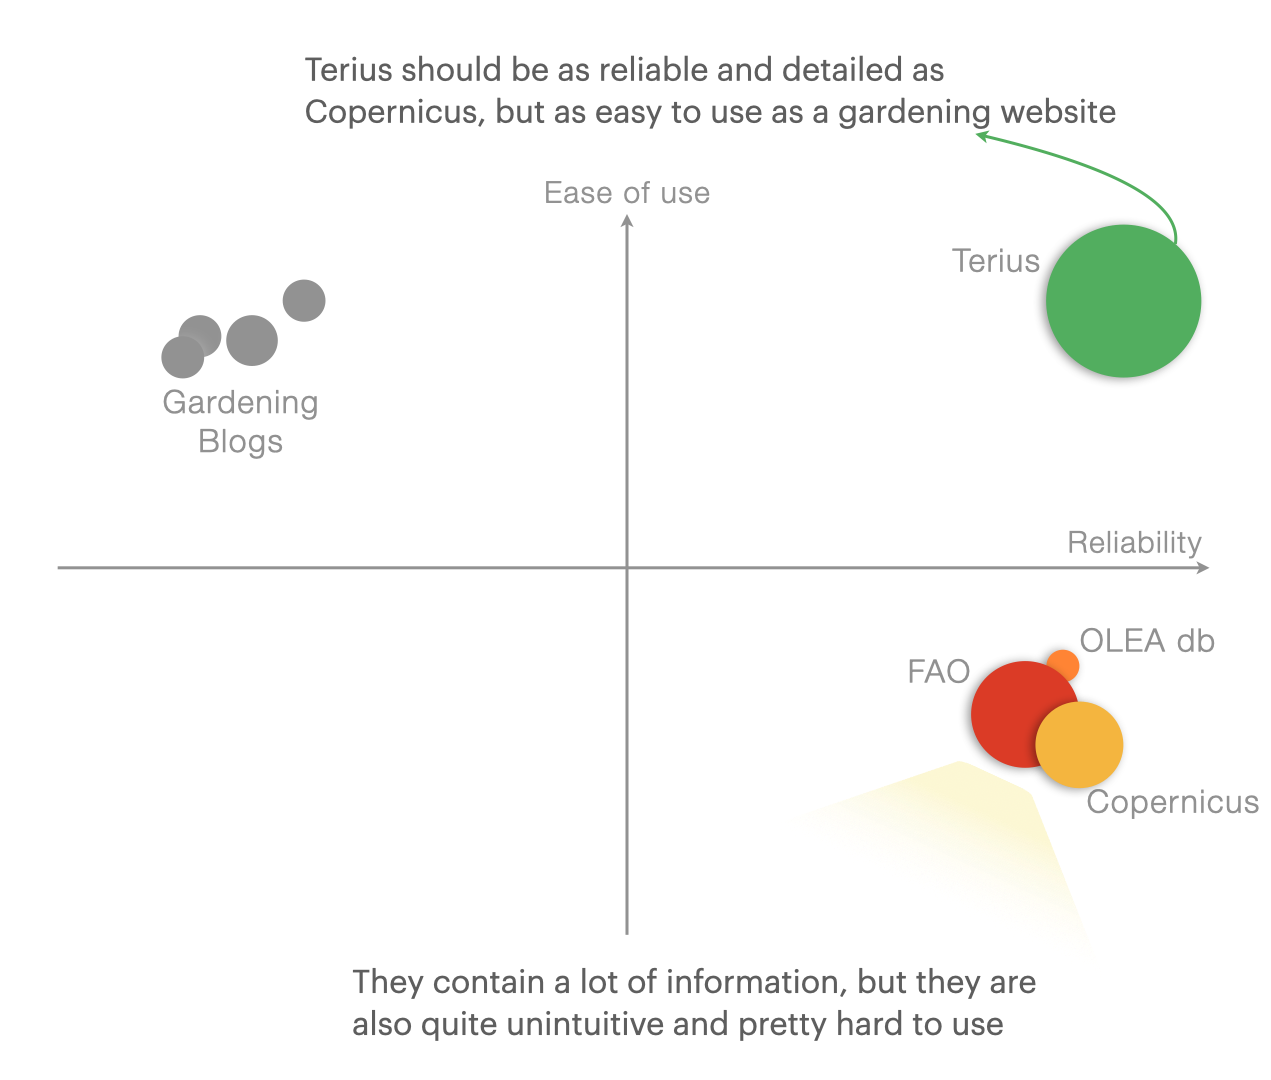 Terius should be as reliable and detailed as
Copernicus, but as easy to use as a gardening website
Ease of use
Terius
Gardening
Blogs
Reliability
OLEA db
FAO
Copernicus
They contain a lot of information, but they are
also quite unintuitive and pretty hard to use